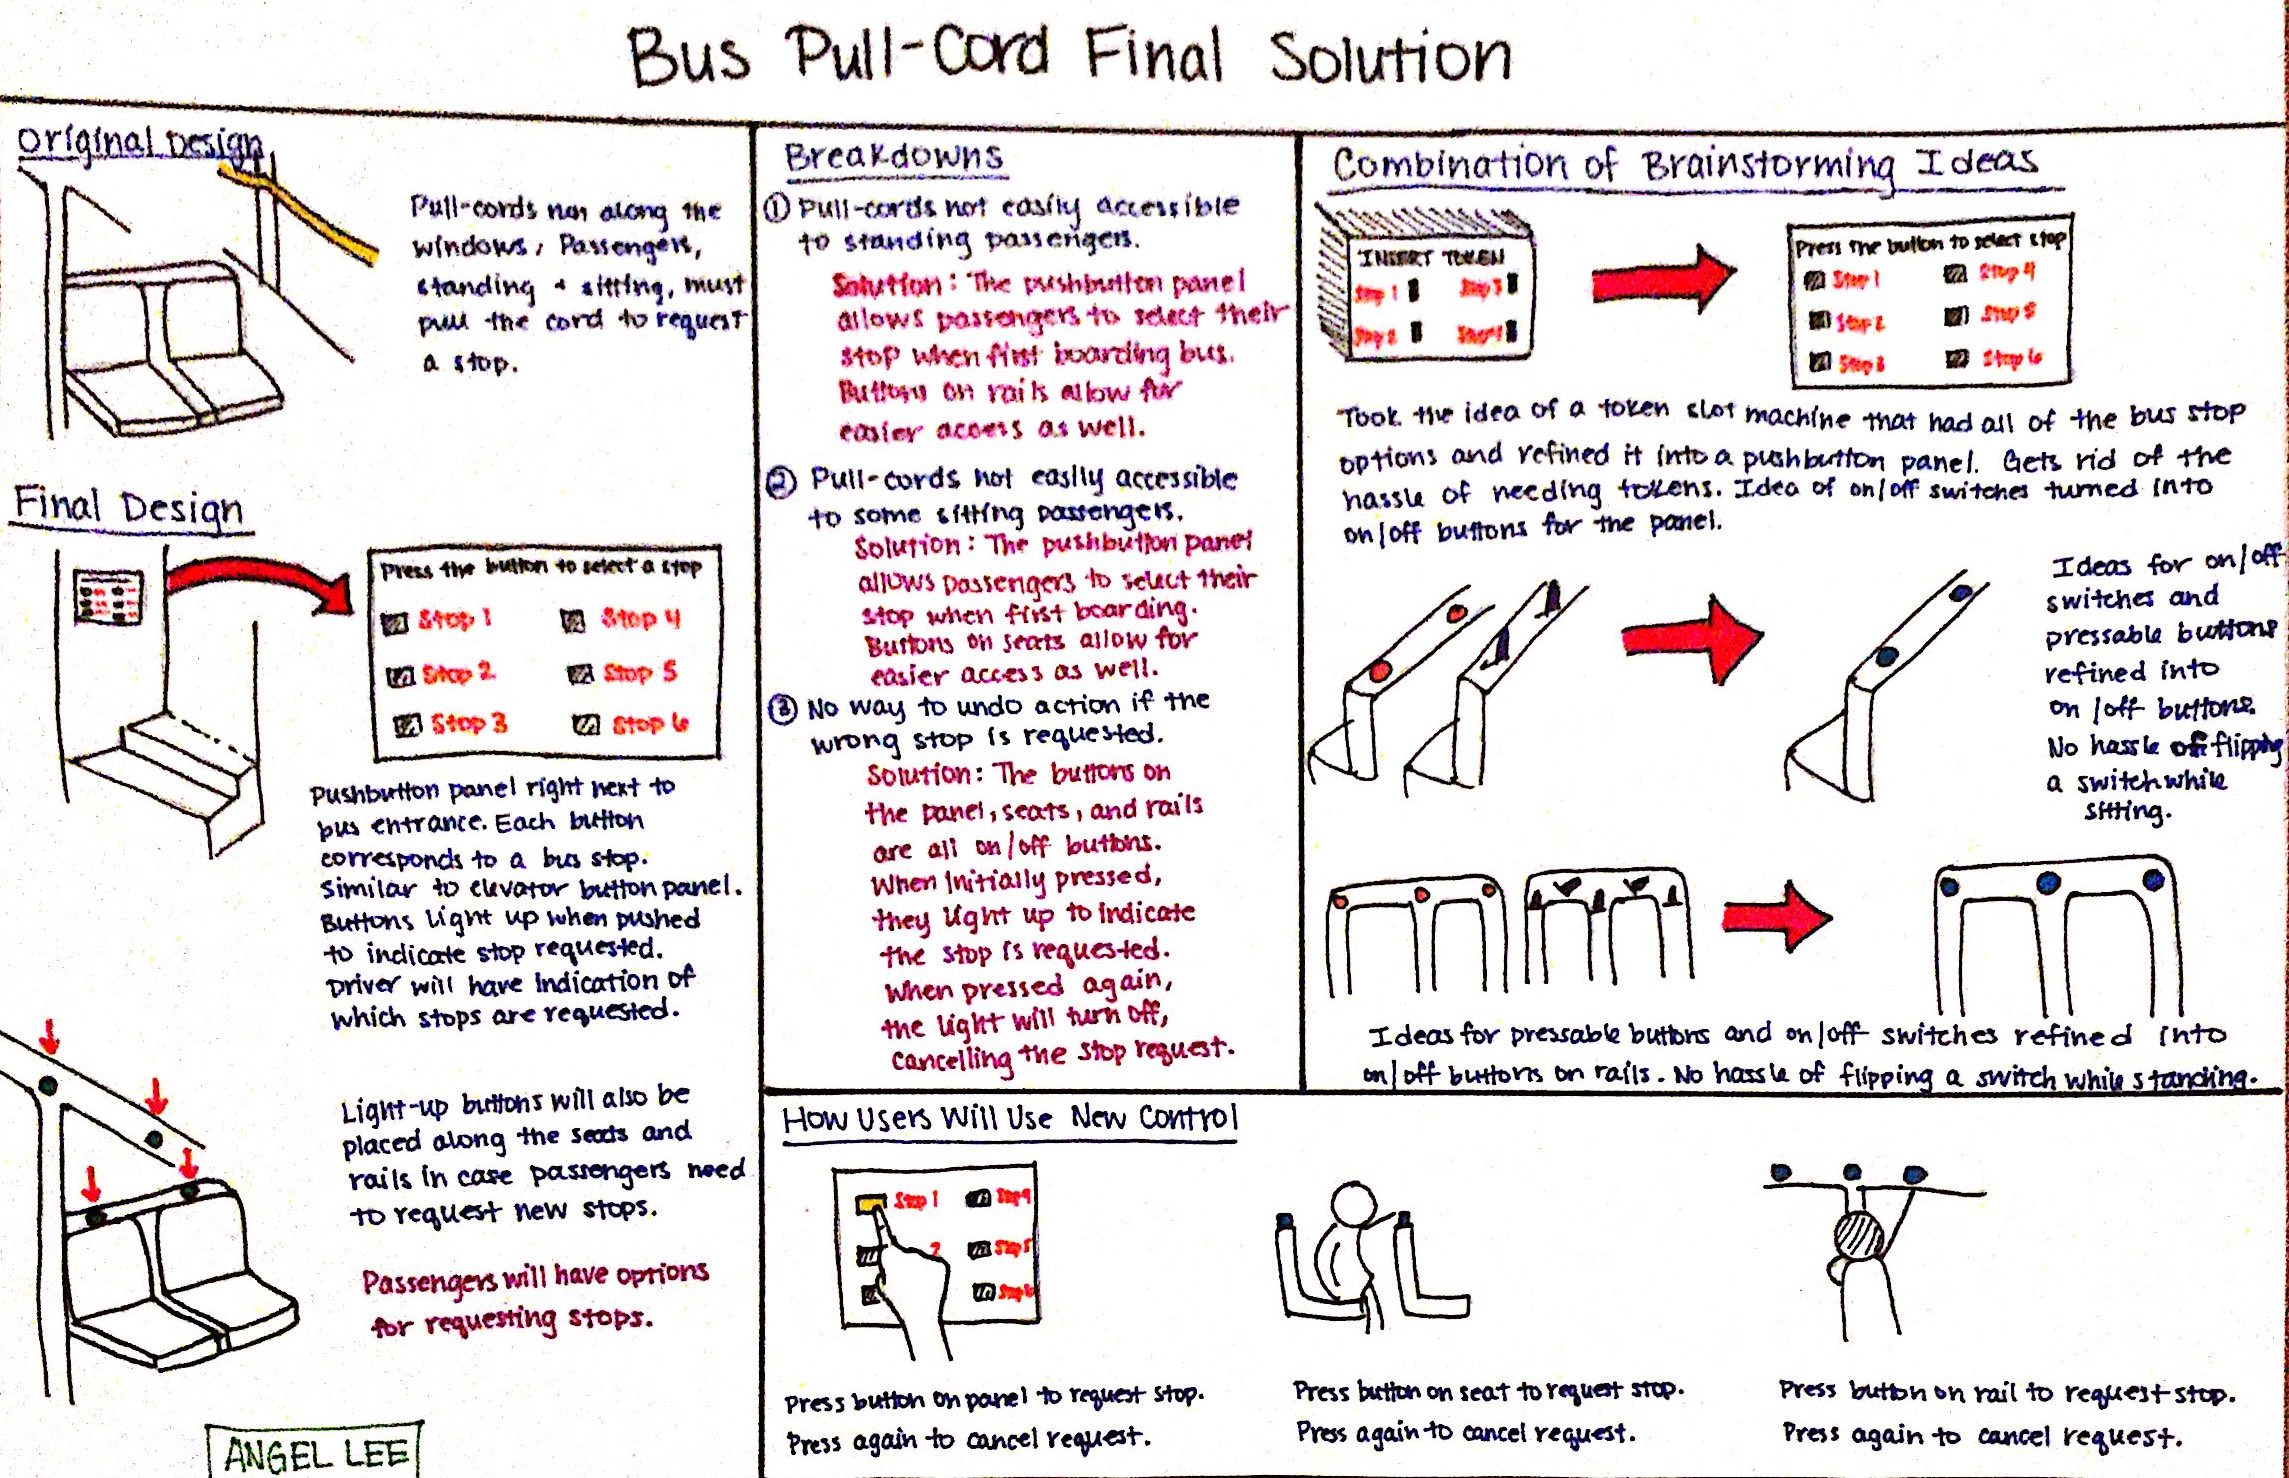 Bus Pull-Cord Final Solution
Original Design
Pull-cords run along the
windows. Passengers,
standing + sitting, must
pull the cord to request
a stop.
Final Design
Press the button to select a stop
Stop 1 Stop 4
Stop 2 Stop 5
Stop 3 Stop 6
Pushbutton panel right next to
bus entrance. Each button
corresponds to a bus stop.
Similar to elevator button panel.
Buttons light up when pushed
to indicate stop requested.
Driver will have indication of
which stops are requested.
Light-up buttons will also be
placed along the seats and
rails in case passengers need
to request new stops.
Passengers will have options
for requesting stops.
ANGEL LEE
Breakdowns
① Pull-cords not easily accessible
to standing passengers.
Solution: The pushbutton panel
allows passengers to select their
stop when first boarding bus.
Buttons on rails allow for
easier access as well.
② Pull-cords not easily accessible
to some sitting passengers.
Solution: The pushbutton panel
allows passengers to select their
stop when first boarding.
Buttons on seats allow for
easier access as well.
③ No way to undo action if the
wrong stop is requested.
Solution: The buttons on
the panel, seats, and rails
are all on/off buttons.
When initially pressed,
they light up to indicate
the stop is requested.
When pressed again,
the light will turn off,
cancelling the stop request.
Combination of Brainstorming Ideas
INSERT TOKEN
Stop 1 Stop 3
Stop 2 Stop 4
Press the button to select stop
Stop 1 Stop 4
Stop 2 Stop 5
Stop 3 Stop 6
Took the idea of a token slot machine that had all of the bus stop
options and refined it into a pushbutton panel. Gets rid of the
hassle of needing tokens. Idea of on/off switches turned into
on/off buttons for the panel.
Ideas for on/off
switches and
pressable buttons
refined into
on/off buttons.
No hassle of flipping
a switch while
sitting.
Ideas for pressable buttons and on/off switches refined into
on/off buttons on rails. No hassle of flipping a switch while standing.
How Users Will Use New Control
Stop 1 Stop 4
2 Stop 5
Stop 6
Press button on panel to request stop.
Press again to cancel request.
Press button on seat to request stop.
Press again to cancel request.
Press button on rail to request stop.
Press again to cancel request.